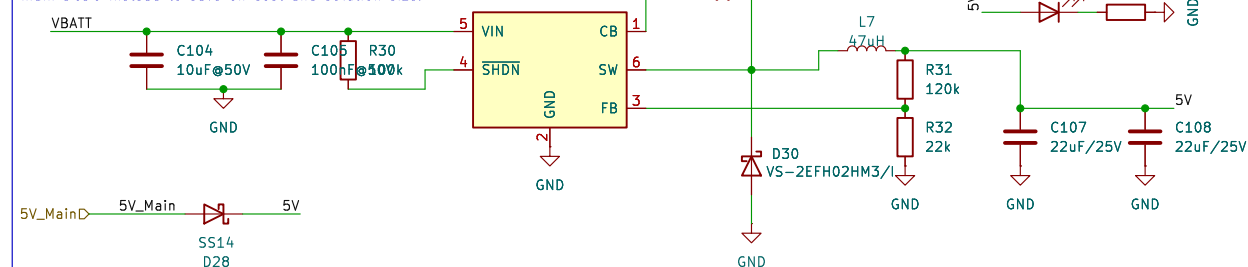 VBATT
C104
10uF@50V
C105
100nF@50V
R30
100k
5
VIN
4
SHDN
GND
2
CB
1
SW
6
FB
3
GND
GND
L7
47uH
R31
120k
R32
22k
GND
D30
VS-2EFH02HM3/I
GND
5V
GND
5V
C107
22uF/25V
GND
C108
22uF/25V
GND
5V_Main
5V_Main
5V
SS14
D28